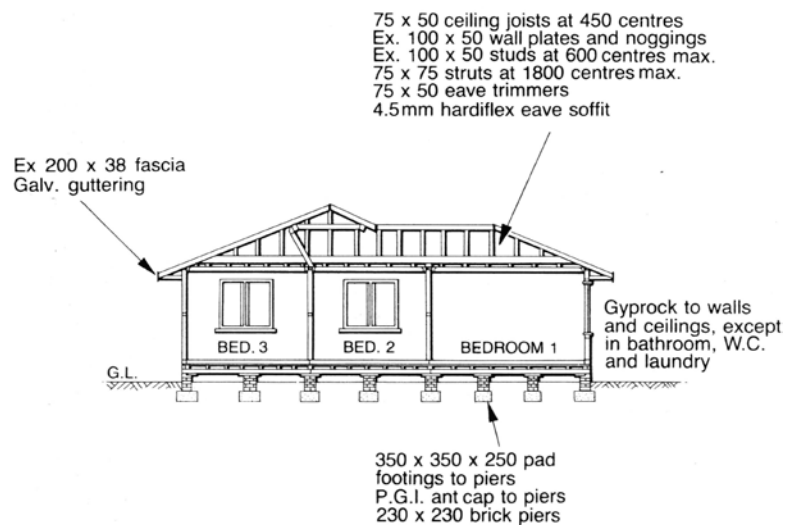 75 x 50 ceiling joists at 450 centres
Ex. 100 x 50 wall plates and noggings
Ex. 100 x 50 studs at 600 centres max.
75 x 75 struts at 1800 centres max.
75 x 50 eave trimmers
4.5mm hardiflex eave soffit
Ex 200 x 38 fascia
Galv. guttering
Gyprock to walls
and ceilings, except
in bathroom, W.C.
and laundry
BED. 3
BED. 2
BEDROOM 1
G.L.
350 x 350 x 250 pad
footings to piers
P.G.I. ant cap to piers
230 x 230 brick piers